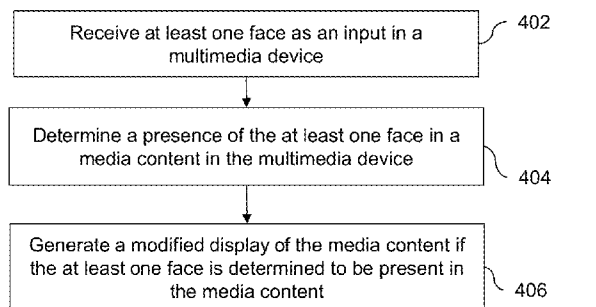 Receive at least one face as an input in a
multimedia device
402
Determine a presence of the at least one face in a
media content in the multimedia device
404
Generate a modified display of the media content if
the at least one face is determined to be present in
the media content
406